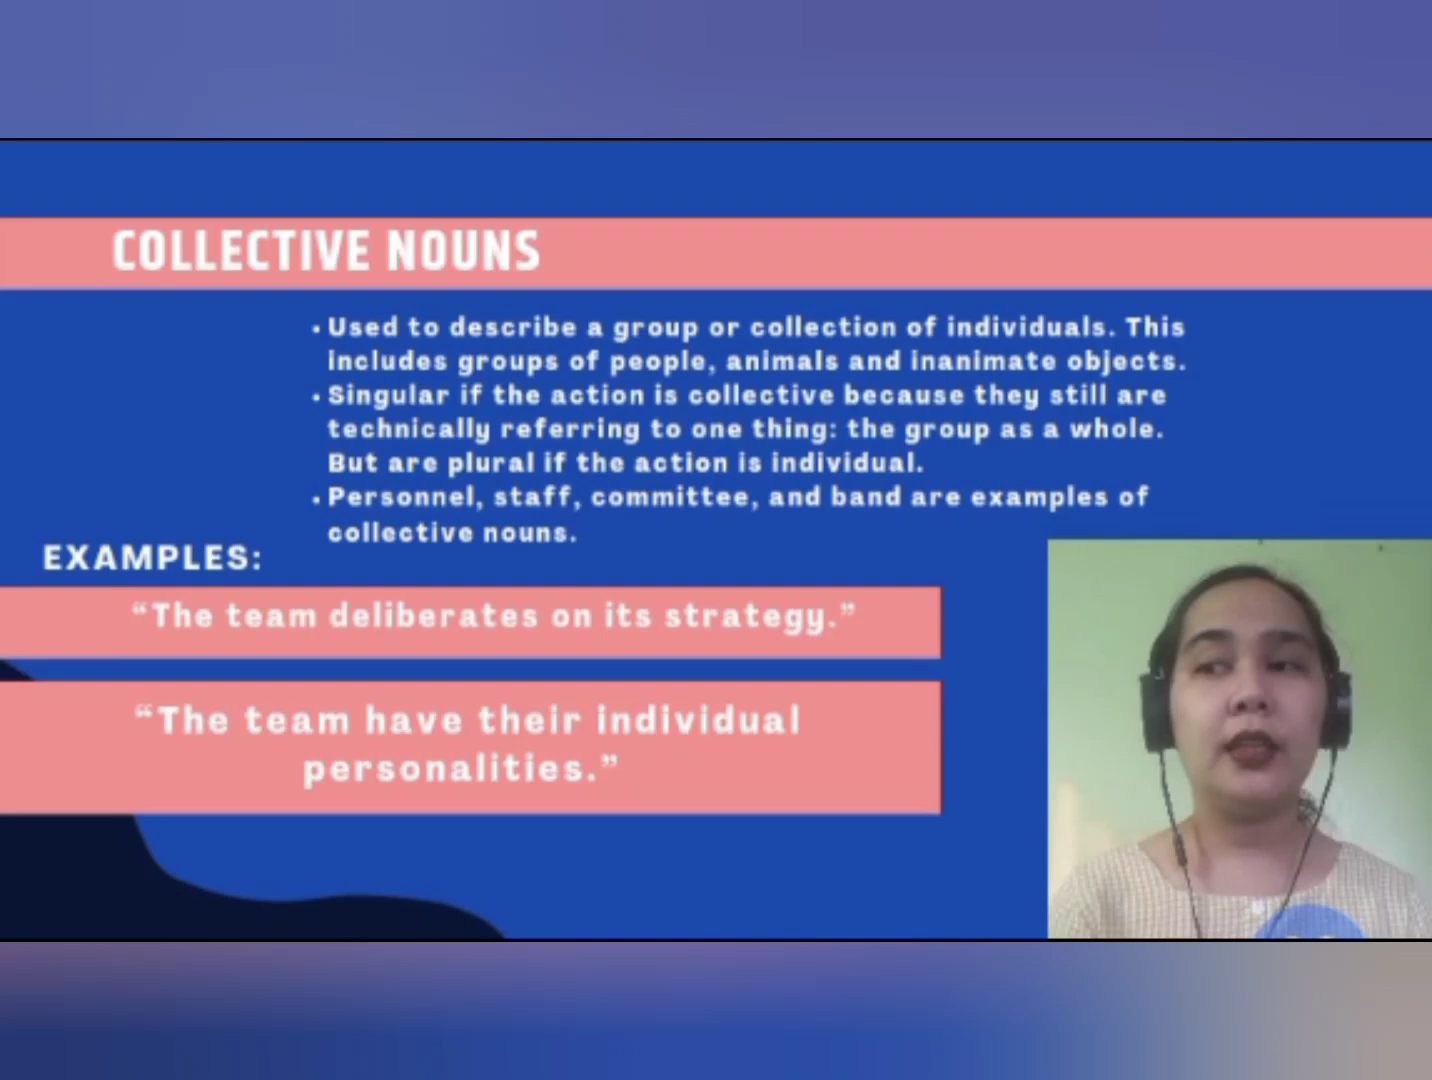 COLLECTIVE NOUNS
• Used to describe a group or collection of individuals. This
includes groups of people, animals and inanimate objects.
• Singular if the action is collective because they still are
technically referring to one thing: the group as a whole.
But are plural if the action is individual.
• Personnel, staff, committee, and band are examples of
collective nouns.
EXAMPLES:
“The team deliberates on its strategy.”
“The team have their individual
personalities.”